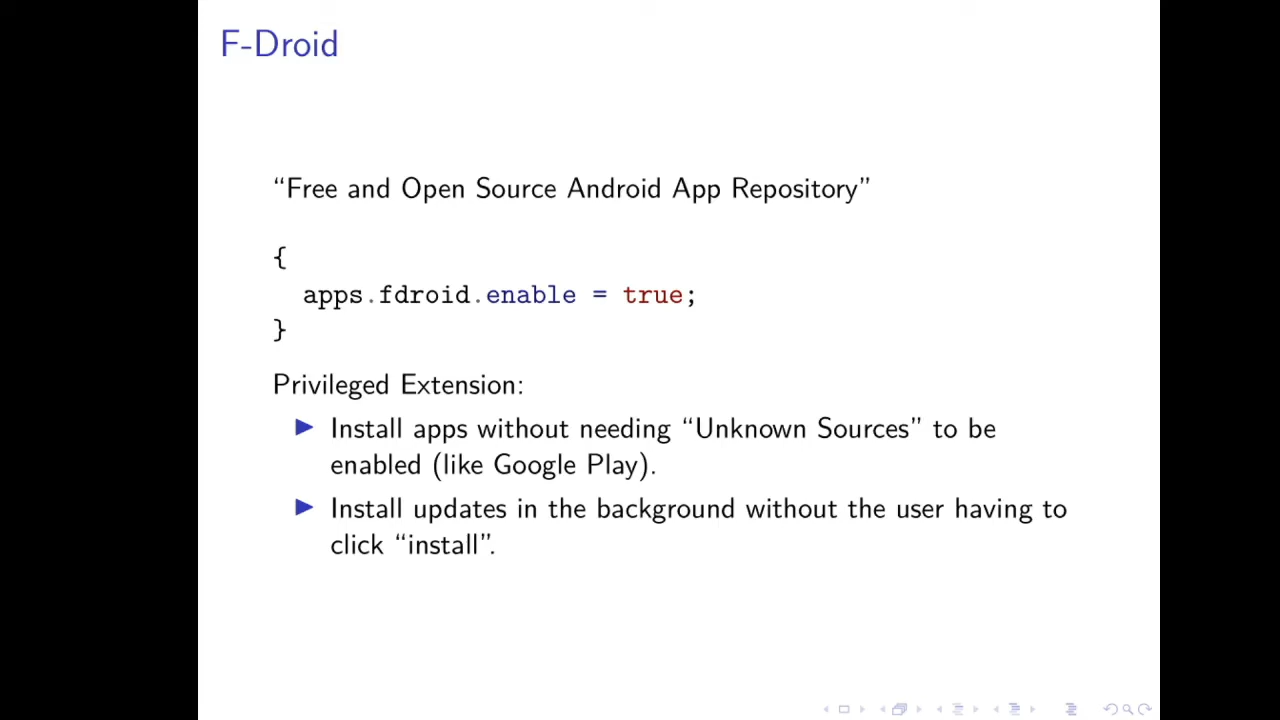 F-Droid
“Free and Open Source Android App Repository”
{
  apps.fdroid.enable = true;
}
Privileged Extension:
▶ Install apps without needing “Unknown Sources” to be
enabled (like Google Play).
▶ Install updates in the background without the user having to
click “install”.